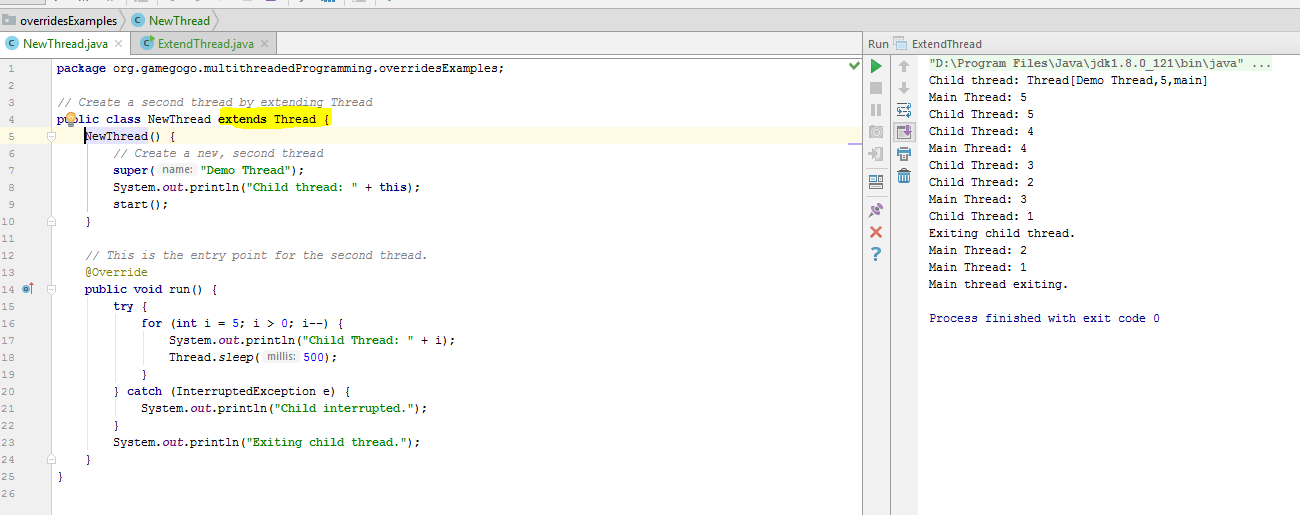 overridesExamples NewThread
NewThread.java ExtendThread.java
1 package org.gamegogo.multithreadedProgramming.overridesExamples;
2
3 // Create a second thread by extending Thread
4 public class NewThread extends Thread {
5 NewThread() {
6 // Create a new, second thread
7 super( name: "Demo Thread");
8 System.out.println("Child thread: " + this);
9 start();
10 }
11
12 // This is the entry point for the second thread.
13 @Override
14 public void run() {
15 try {
16 for (int i = 5; i > 0; i--) {
17 System.out.println("Child Thread: " + i);
18 Thread.sleep( millis: 500);
19 }
20 } catch (InterruptedException e) {
21 System.out.println("Child interrupted.");
22 }
23 System.out.println("Exiting child thread.");
24 }
25 }
26
Run ExtendThread
"D:\Program Files\Java\jdk1.8.0_121\bin\java" ...
Child thread: Thread[Demo Thread,5,main]
Main Thread: 5
Child Thread: 5
Child Thread: 4
Main Thread: 4
Child Thread: 3
Child Thread: 2
Main Thread: 3
Child Thread: 1
Exiting child thread.
Main Thread: 2
Main Thread: 1
Main thread exiting.
Process finished with exit code 0